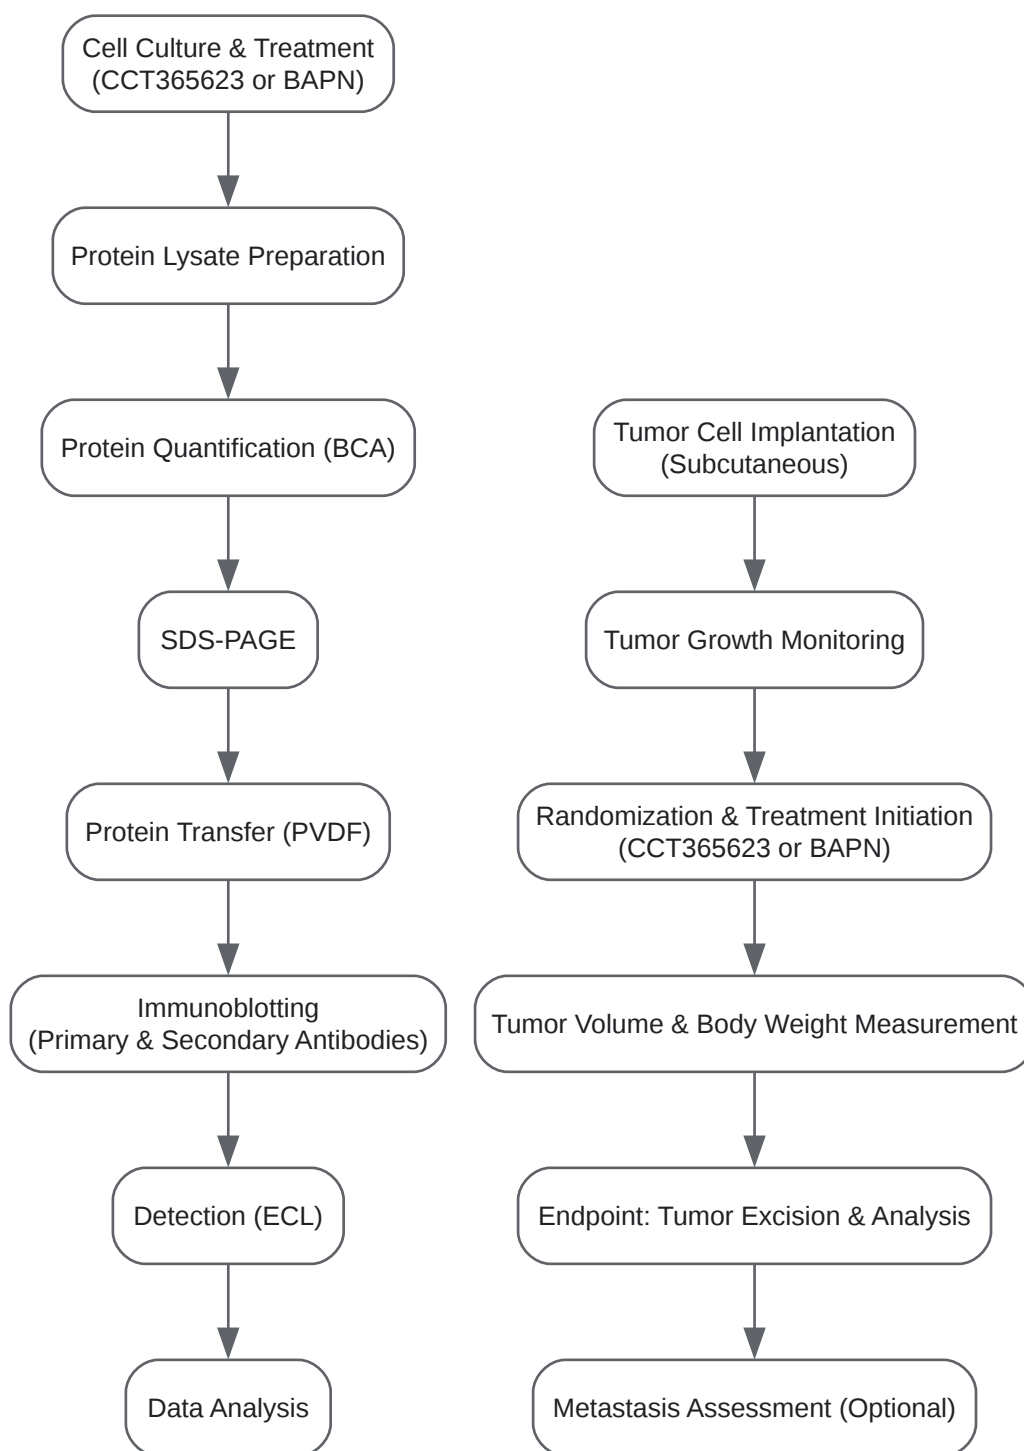 Cell Culture & Treatment
(CCT365623 or BAPN)
Protein Lysate Preparation
Protein Quantification (BCA)
SDS-PAGE
Protein Transfer (PVDF)
Immunoblotting
(Primary & Secondary Antibodies)
Detection (ECL)
Data Analysis
Tumor Cell Implantation
(Subcutaneous)
Tumor Growth Monitoring
Randomization & Treatment Initiation
(CCT365623 or BAPN)
Tumor Volume & Body Weight Measurement
Endpoint: Tumor Excision & Analysis
Metastasis Assessment (Optional)